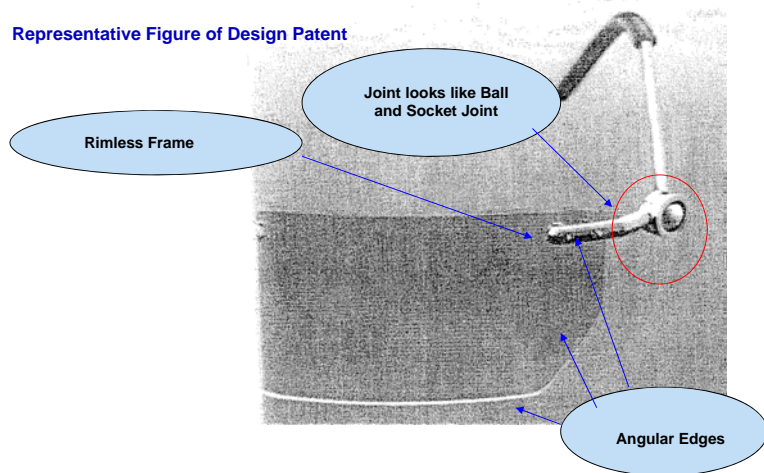 Representative Figure of Design Patent
Joint looks like Ball
and Socket Joint
Rimless Frame
Angular Edges